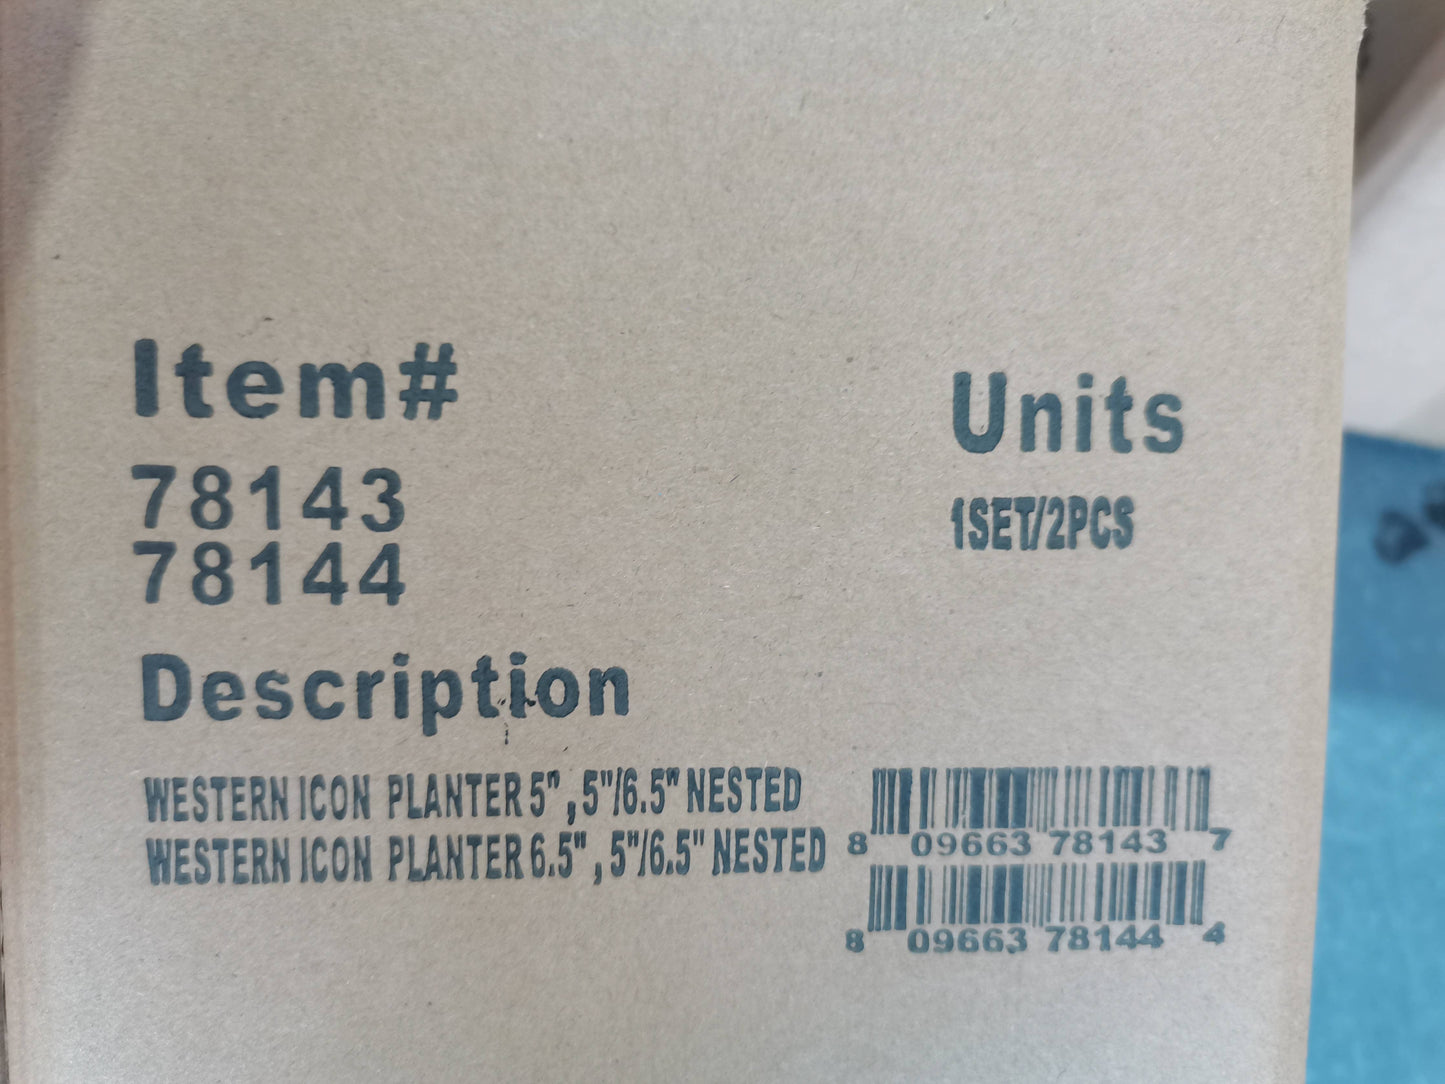 Item#
Units
78143
1SET/2PCS
78144
Description
WESTERN ICON PLANTER 5", 5"/6.5" NESTED
8 09663 78143 7
WESTERN ICON PLANTER 6.5", 5"/6.5" NESTED
8 09663 78144 4